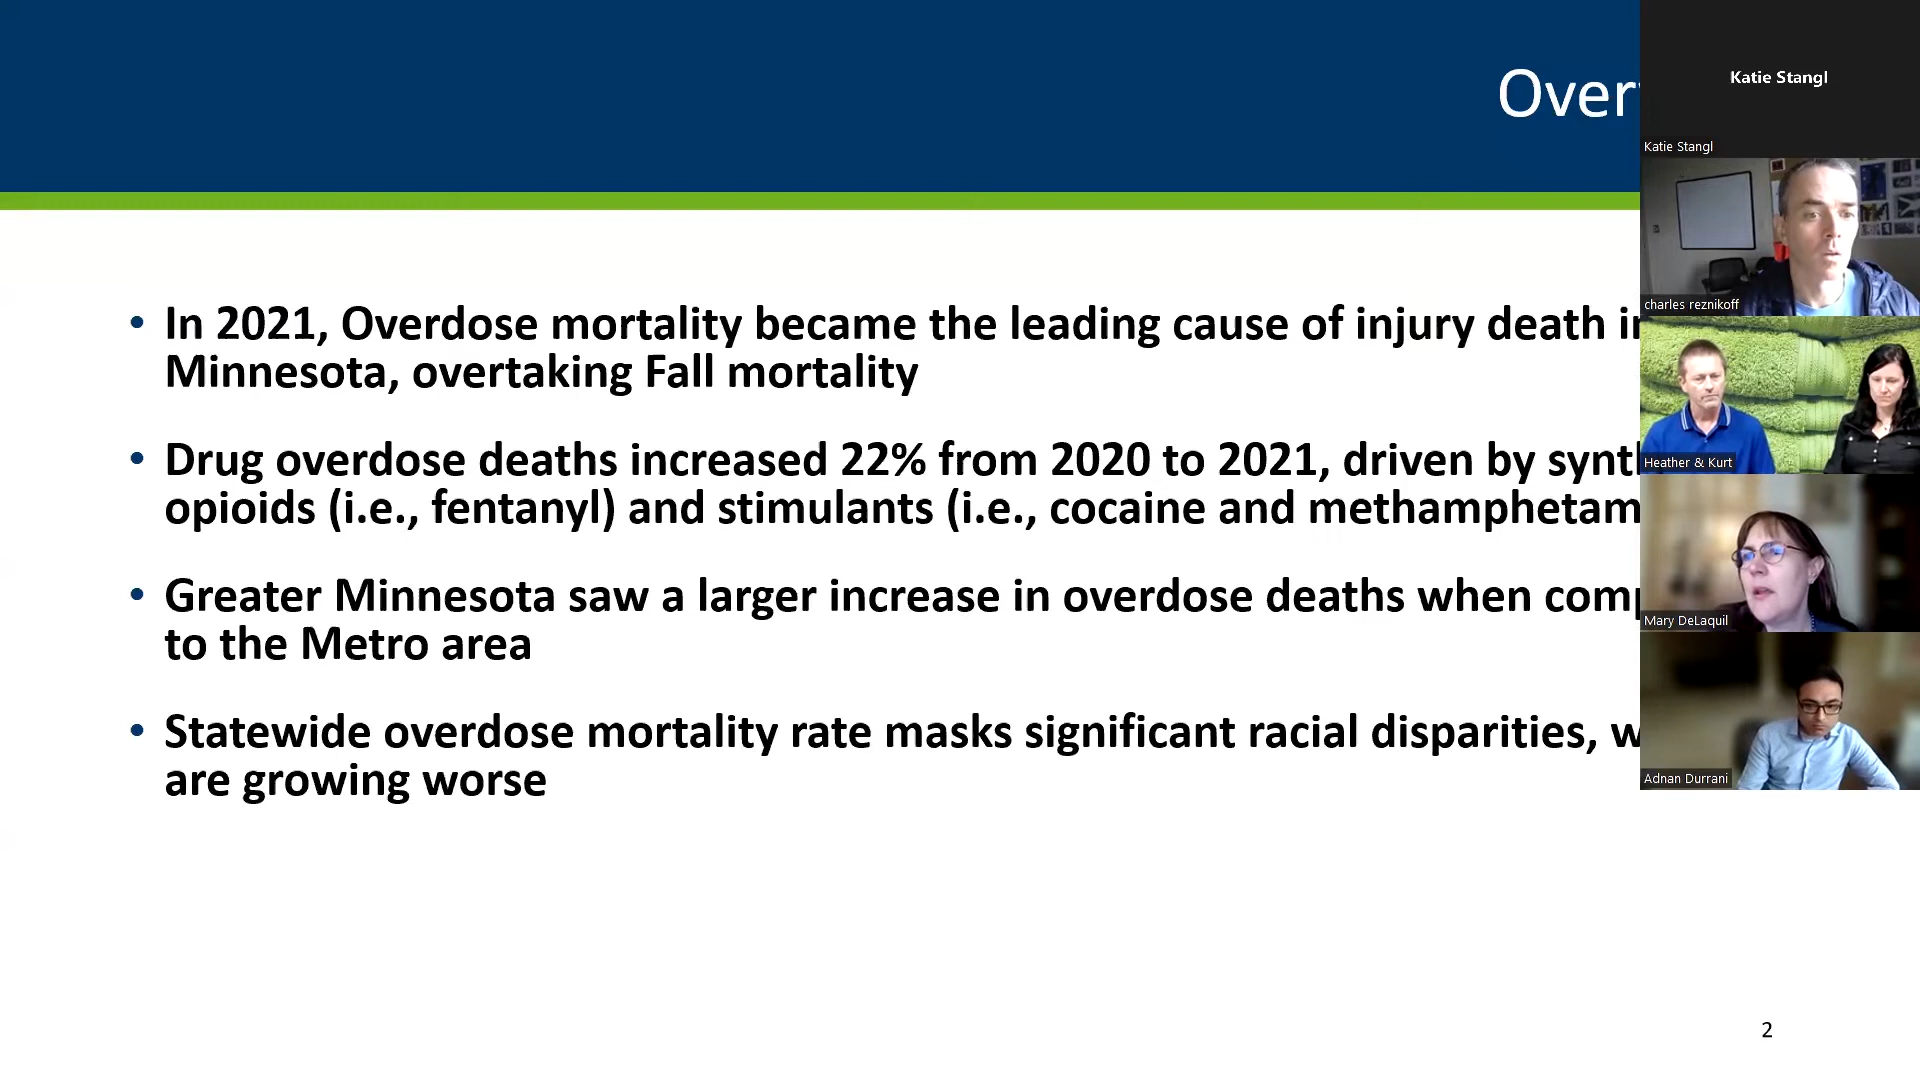 Over
Katie Stangl
Katie Stangl
charles reznikoff
Heather & Kurt
Mary DeLaquil
Adnan Durrani
• In 2021, Overdose mortality became the leading cause of injury death
Minnesota, overtaking Fall mortality
• Drug overdose deaths increased 22% from 2020 to 2021, driven by
opioids (i.e., fentanyl) and stimulants (i.e., cocaine and
• Greater Minnesota saw a larger increase in overdose deaths when
to the Metro area
• Statewide overdose mortality rate masks significant racial disparities,
are growing worse
2